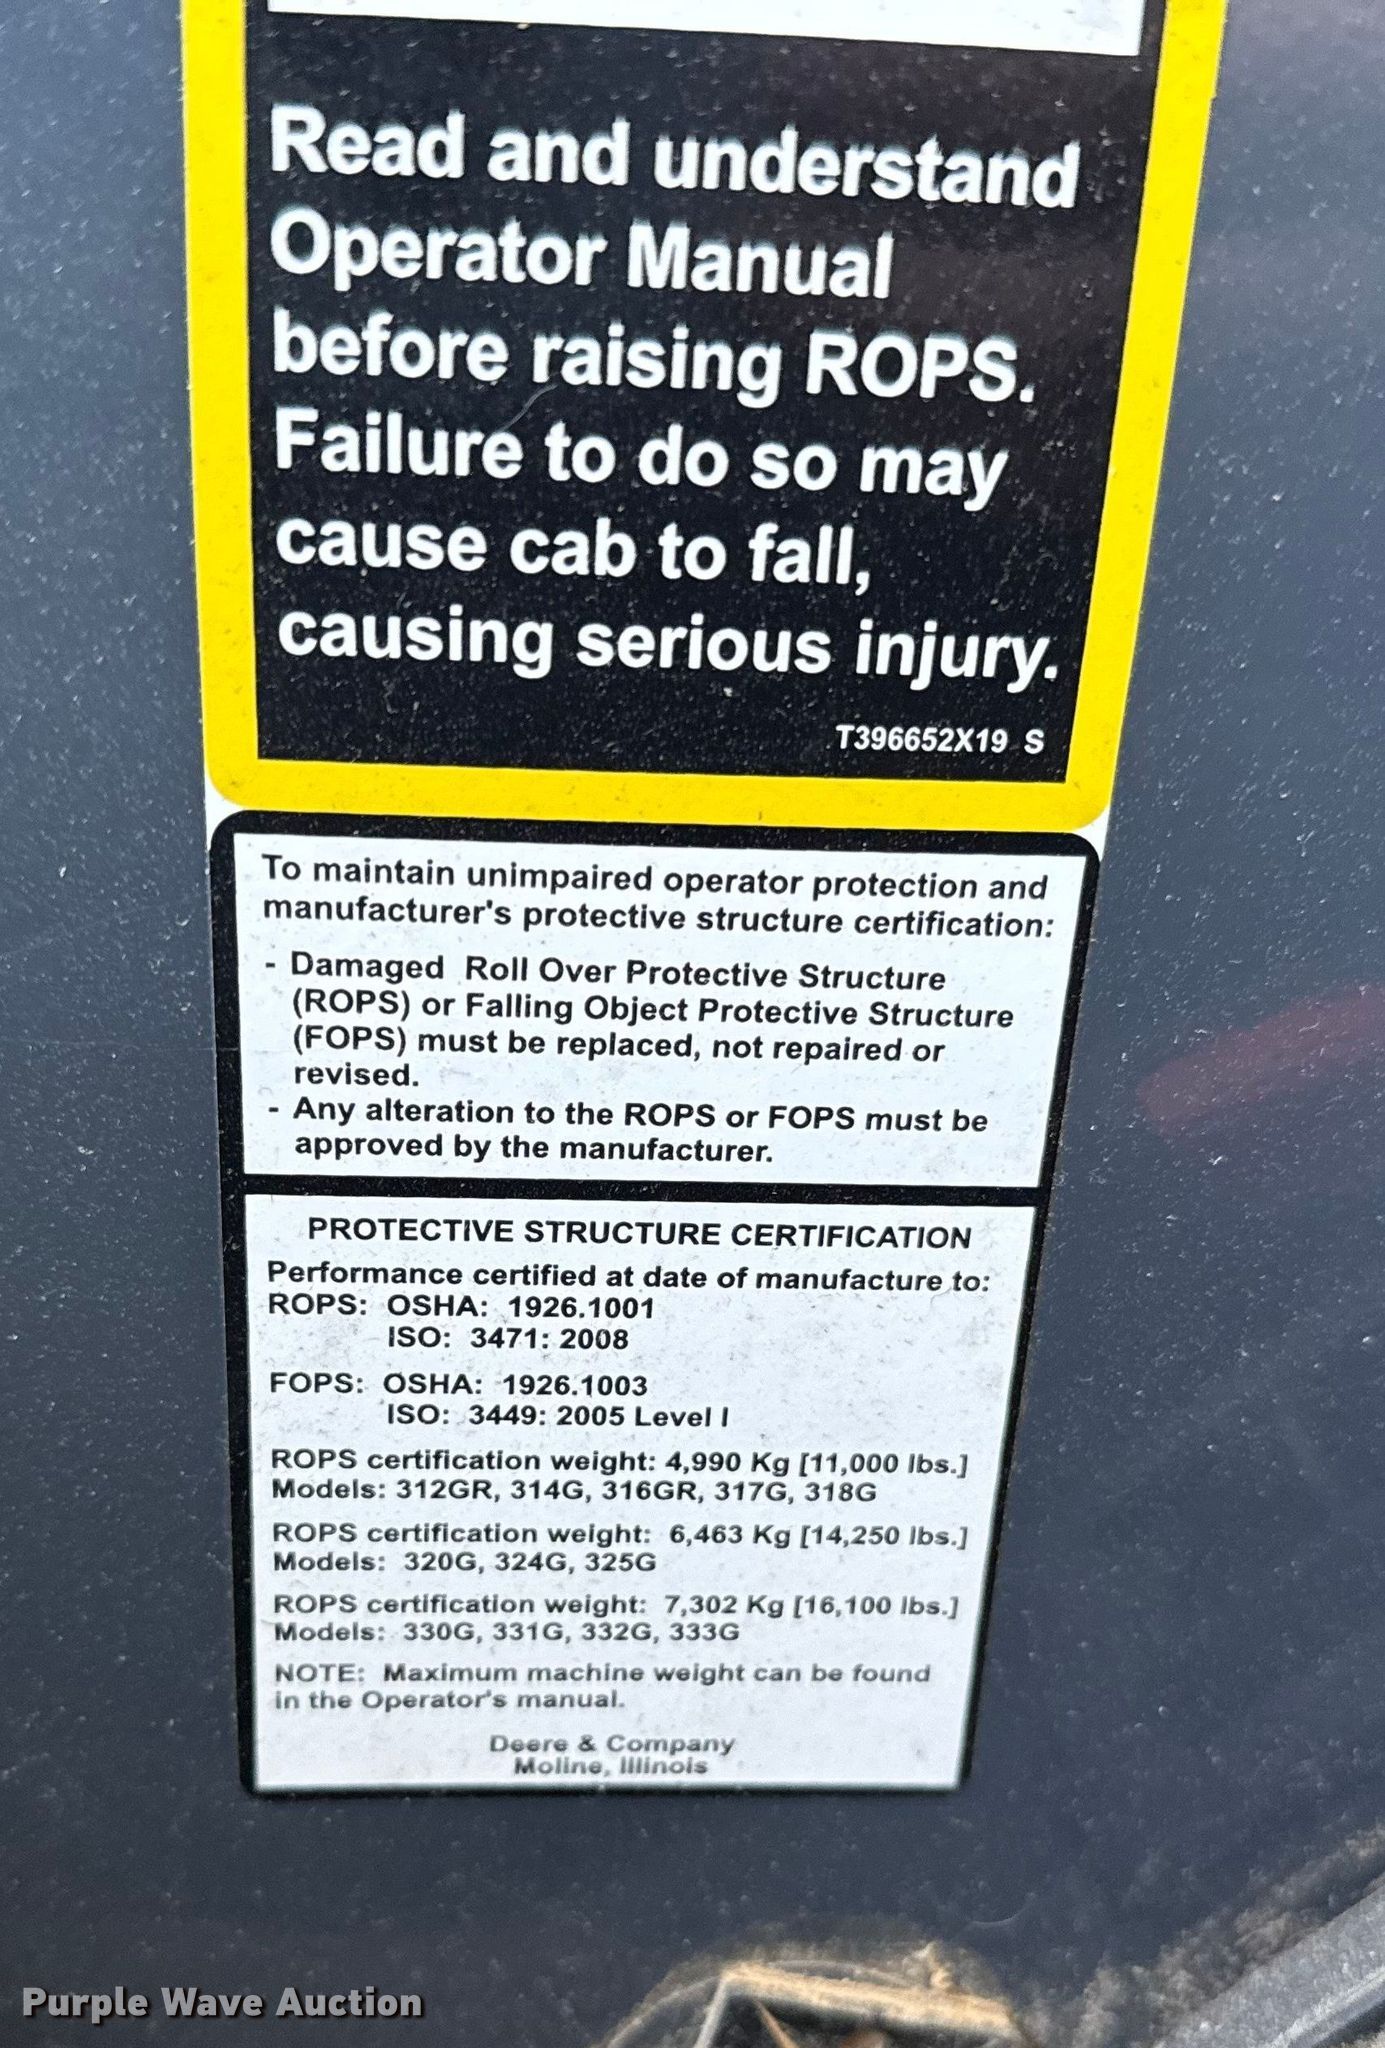 Read and understand
Operator Manual
before raising ROPS.
Failure to do so may
cause cab to fall,
causing serious injury.
T396652X19 S
To maintain unimpaired operator protection and
manufacturer's protective structure certification:
- Damaged Roll Over Protective Structure
(ROPS) or Falling Object Protective Structure
(FOPS) must be replaced, not repaired or
revised.
- Any alteration to the ROPS or FOPS must be
approved by the manufacturer.
PROTECTIVE STRUCTURE CERTIFICATION
Performance certified at date of manufacture to:
ROPS: OSHA: 1926.1001
ISO: 3471: 2008
FOPS: OSHA: 1926.1003
ISO: 3449: 2005 Level I
ROPS certification weight: 4,990 Kg [11,000 lbs.]
Models: 312GR, 314G, 316GR, 317G, 318G
ROPS certification weight: 6,463 Kg [14,250 lbs.]
Models: 320G, 324G, 325G
ROPS certification weight: 7,302 Kg [16,100 lbs.]
Models: 330G, 331G, 332G, 333G
NOTE: Maximum machine weight can be found
in the Operator's manual.
Deere & Company
Moline, Illinois
Purple Wave Auction